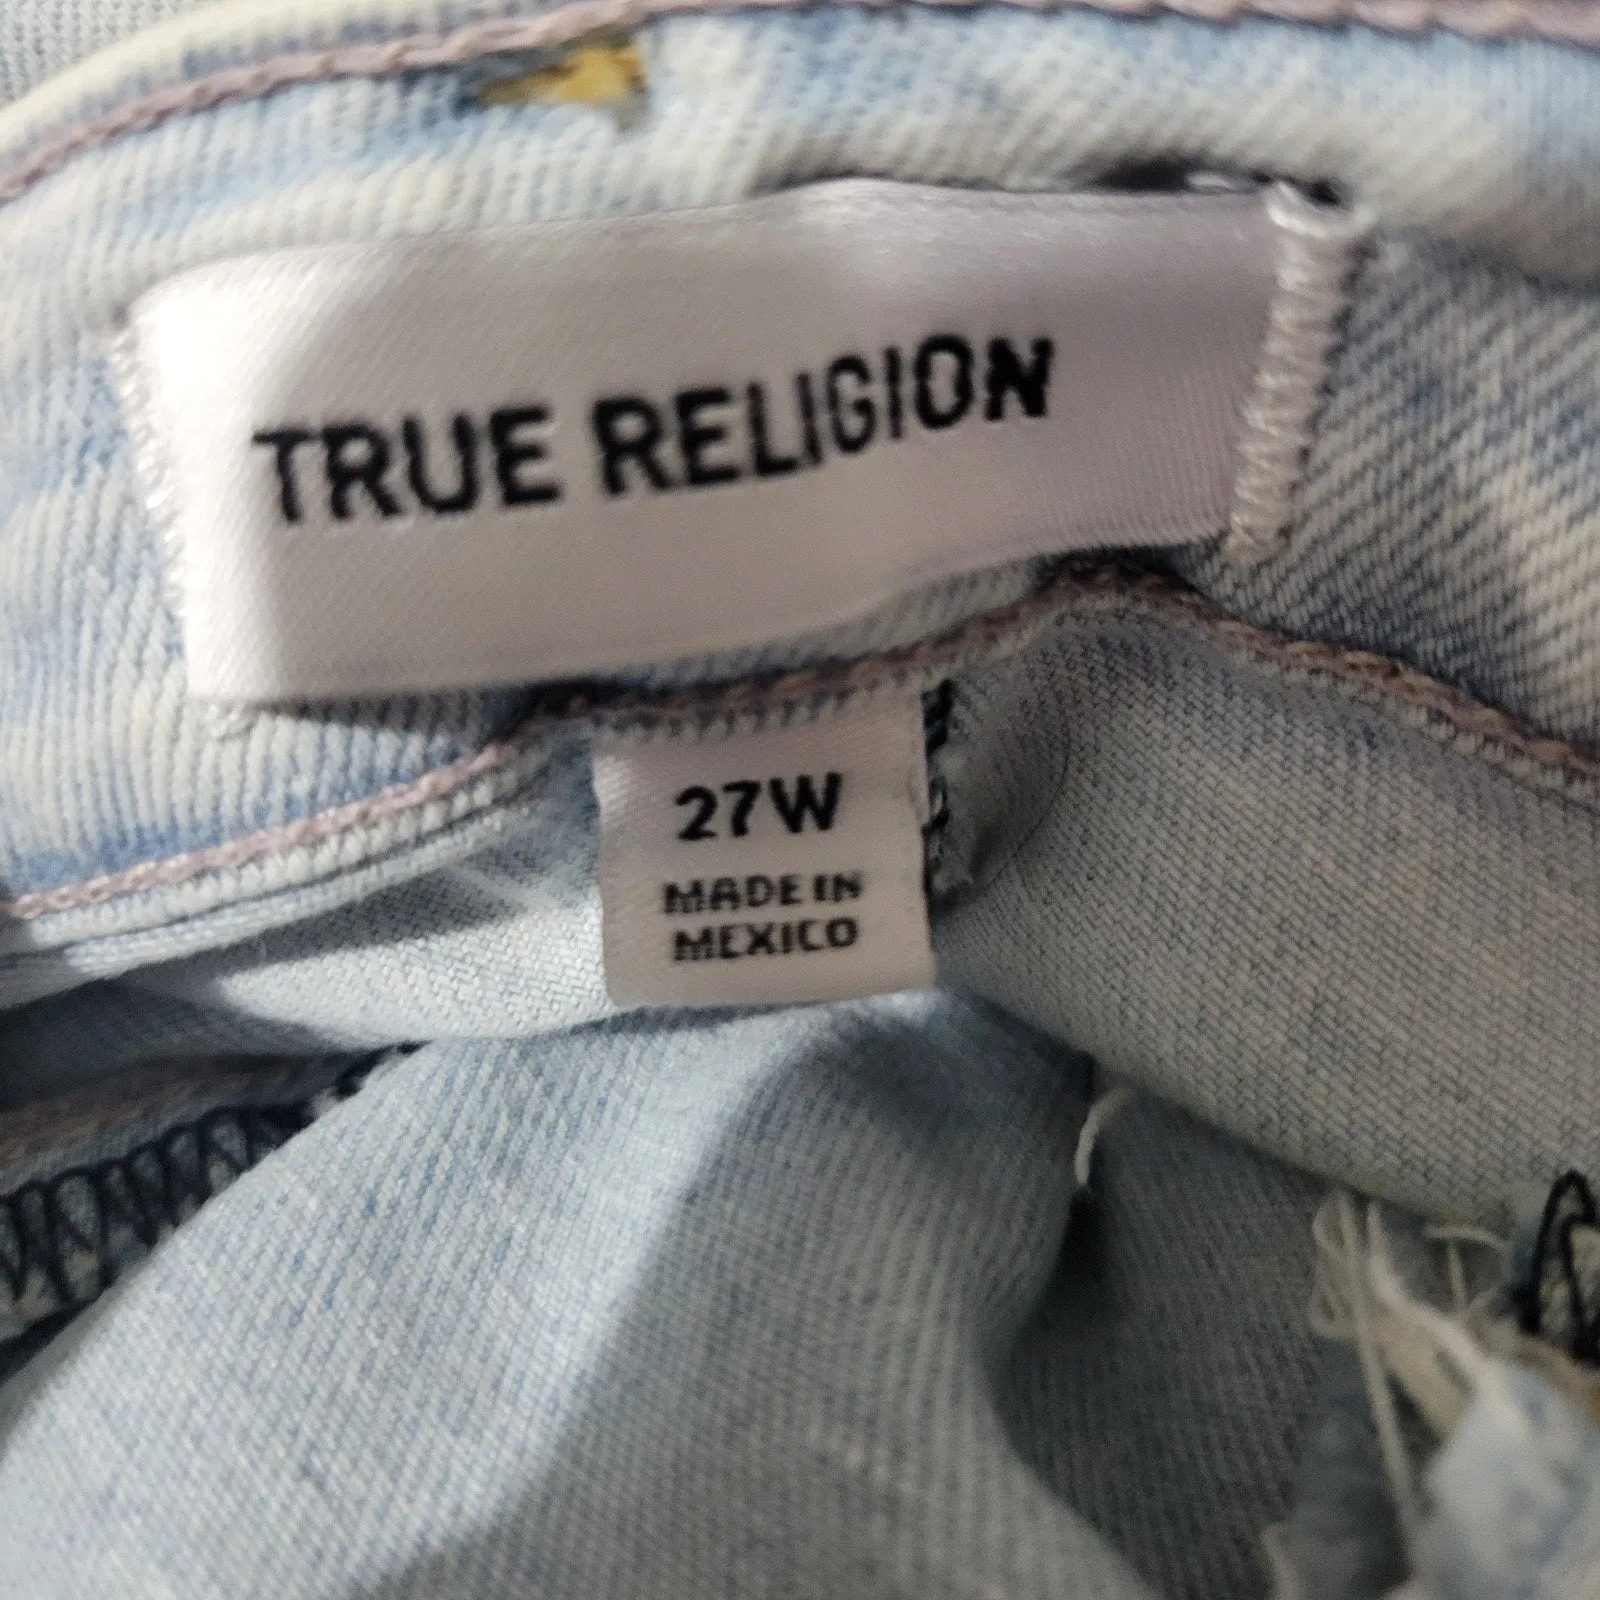 TRUE RELIGION
27W
MADE IN
MEXICO